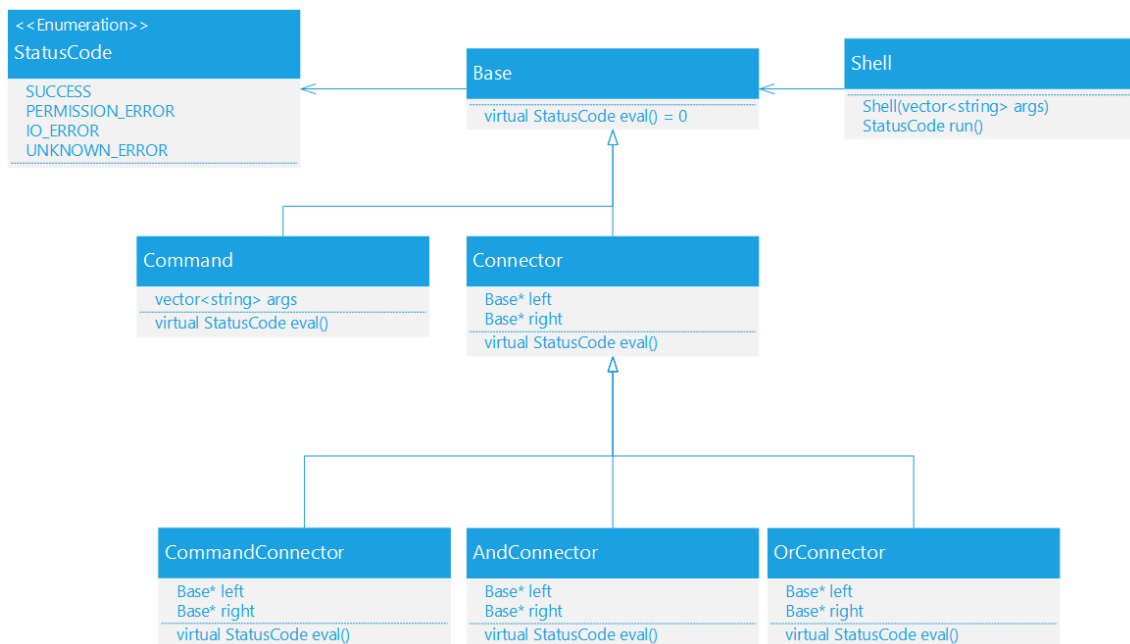 <<Enumeration>>
StatusCode
SUCCESS
PERMISSION_ERROR
IO_ERROR
UNKNOWN_ERROR
Base
virtual StatusCode eval() = 0
Shell
Shell(vector<string> args)
StatusCode run()
Command
vector<string> args
virtual StatusCode eval()
Connector
Base* left
Base* right
virtual StatusCode eval()
CommandConnector
Base* left
Base* right
virtual StatusCode eval()
AndConnector
Base* left
Base* right
virtual StatusCode eval()
OrConnector
Base* left
Base* right
virtual StatusCode eval()